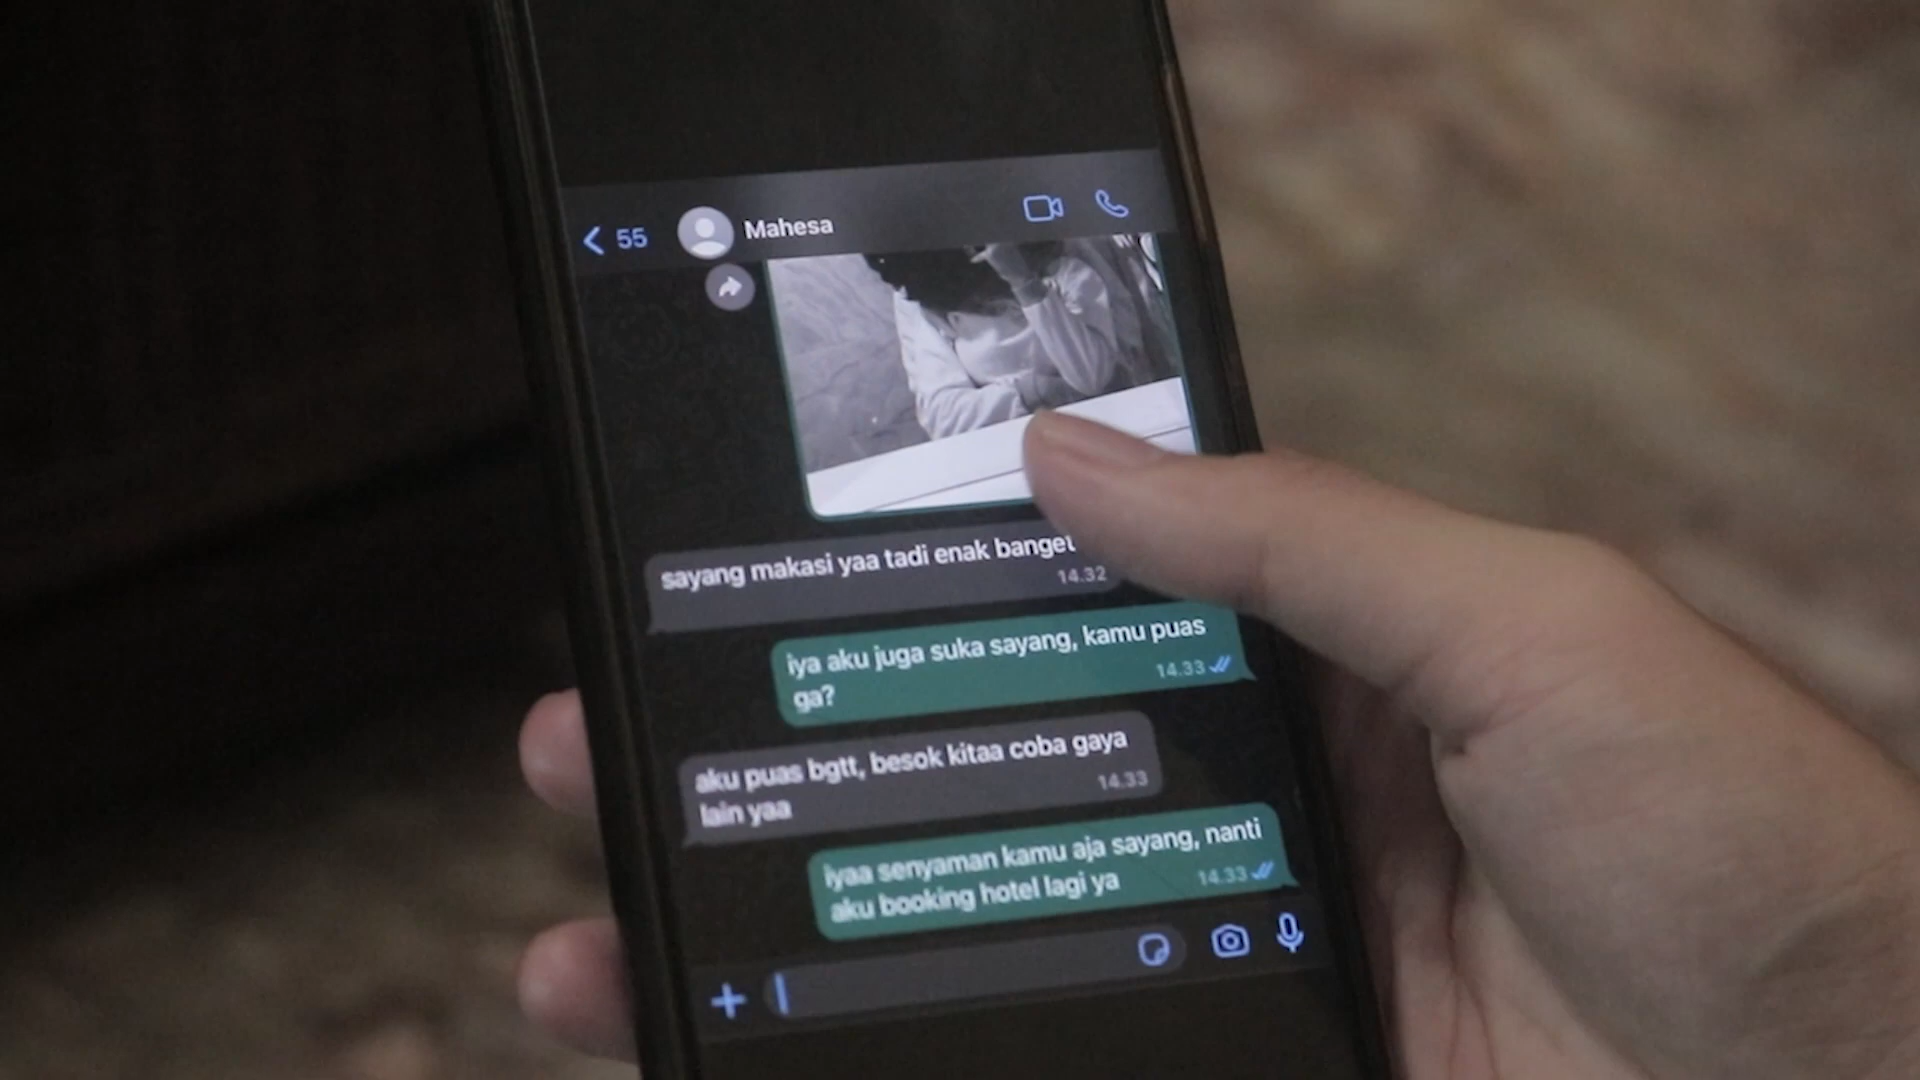 55
Mahesa
sayang makasi yaa tadi enak banget
14.32
iya aku juga suka sayang, kamu puas
ga?
14.33
aku puas bgtt, besok kitaa coba gaya
lain yaa
14.33
iyaa senyaman kamu aja sayang, nanti
aku booking hotel lagi ya
14.33